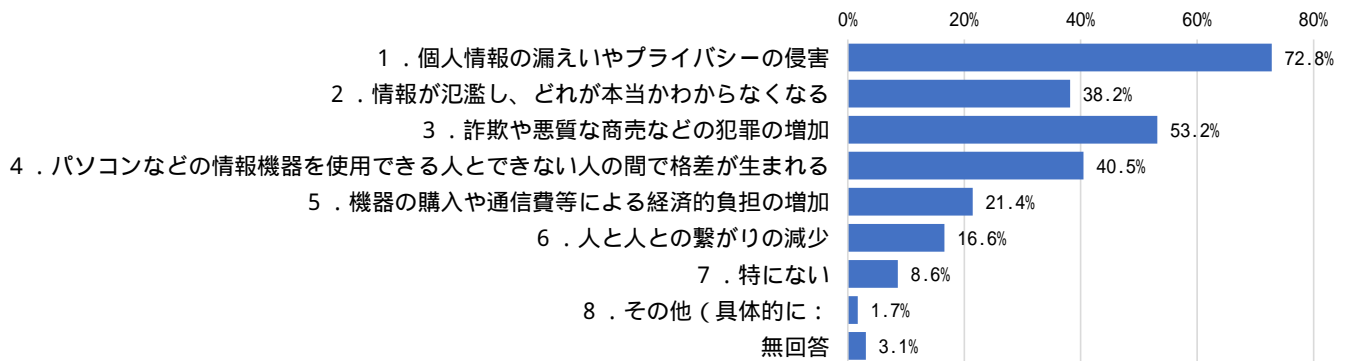 0% 20% 40% 60% 80%
１．個人情報の漏えいやプライバシーの侵害 72.8%
２．情報が氾濫し、どれが本当かわからなくなる 38.2%
３．詐欺や悪質な商売などの犯罪の増加 53.2%
４．パソコンなどの情報機器を使用できる人とできない人の間で格差が生まれる 40.5%
５．機器の購入や通信費等による経済的負担の増加 21.4%
６．人と人との繋がりの減少 16.6%
７．特にない 8.6%
８．その他（具体的に： 1.7%
無回答 3.1%